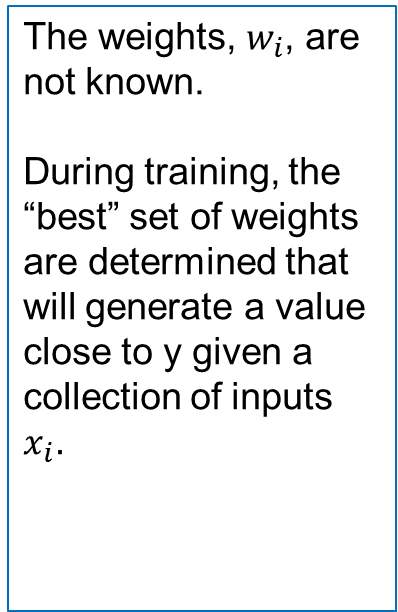 The weights, 𝑤𝑖, are
not known.
During training, the
“best” set of weights
are determined that
will generate a value
close to y given a
collection of inputs
𝑥𝑖.